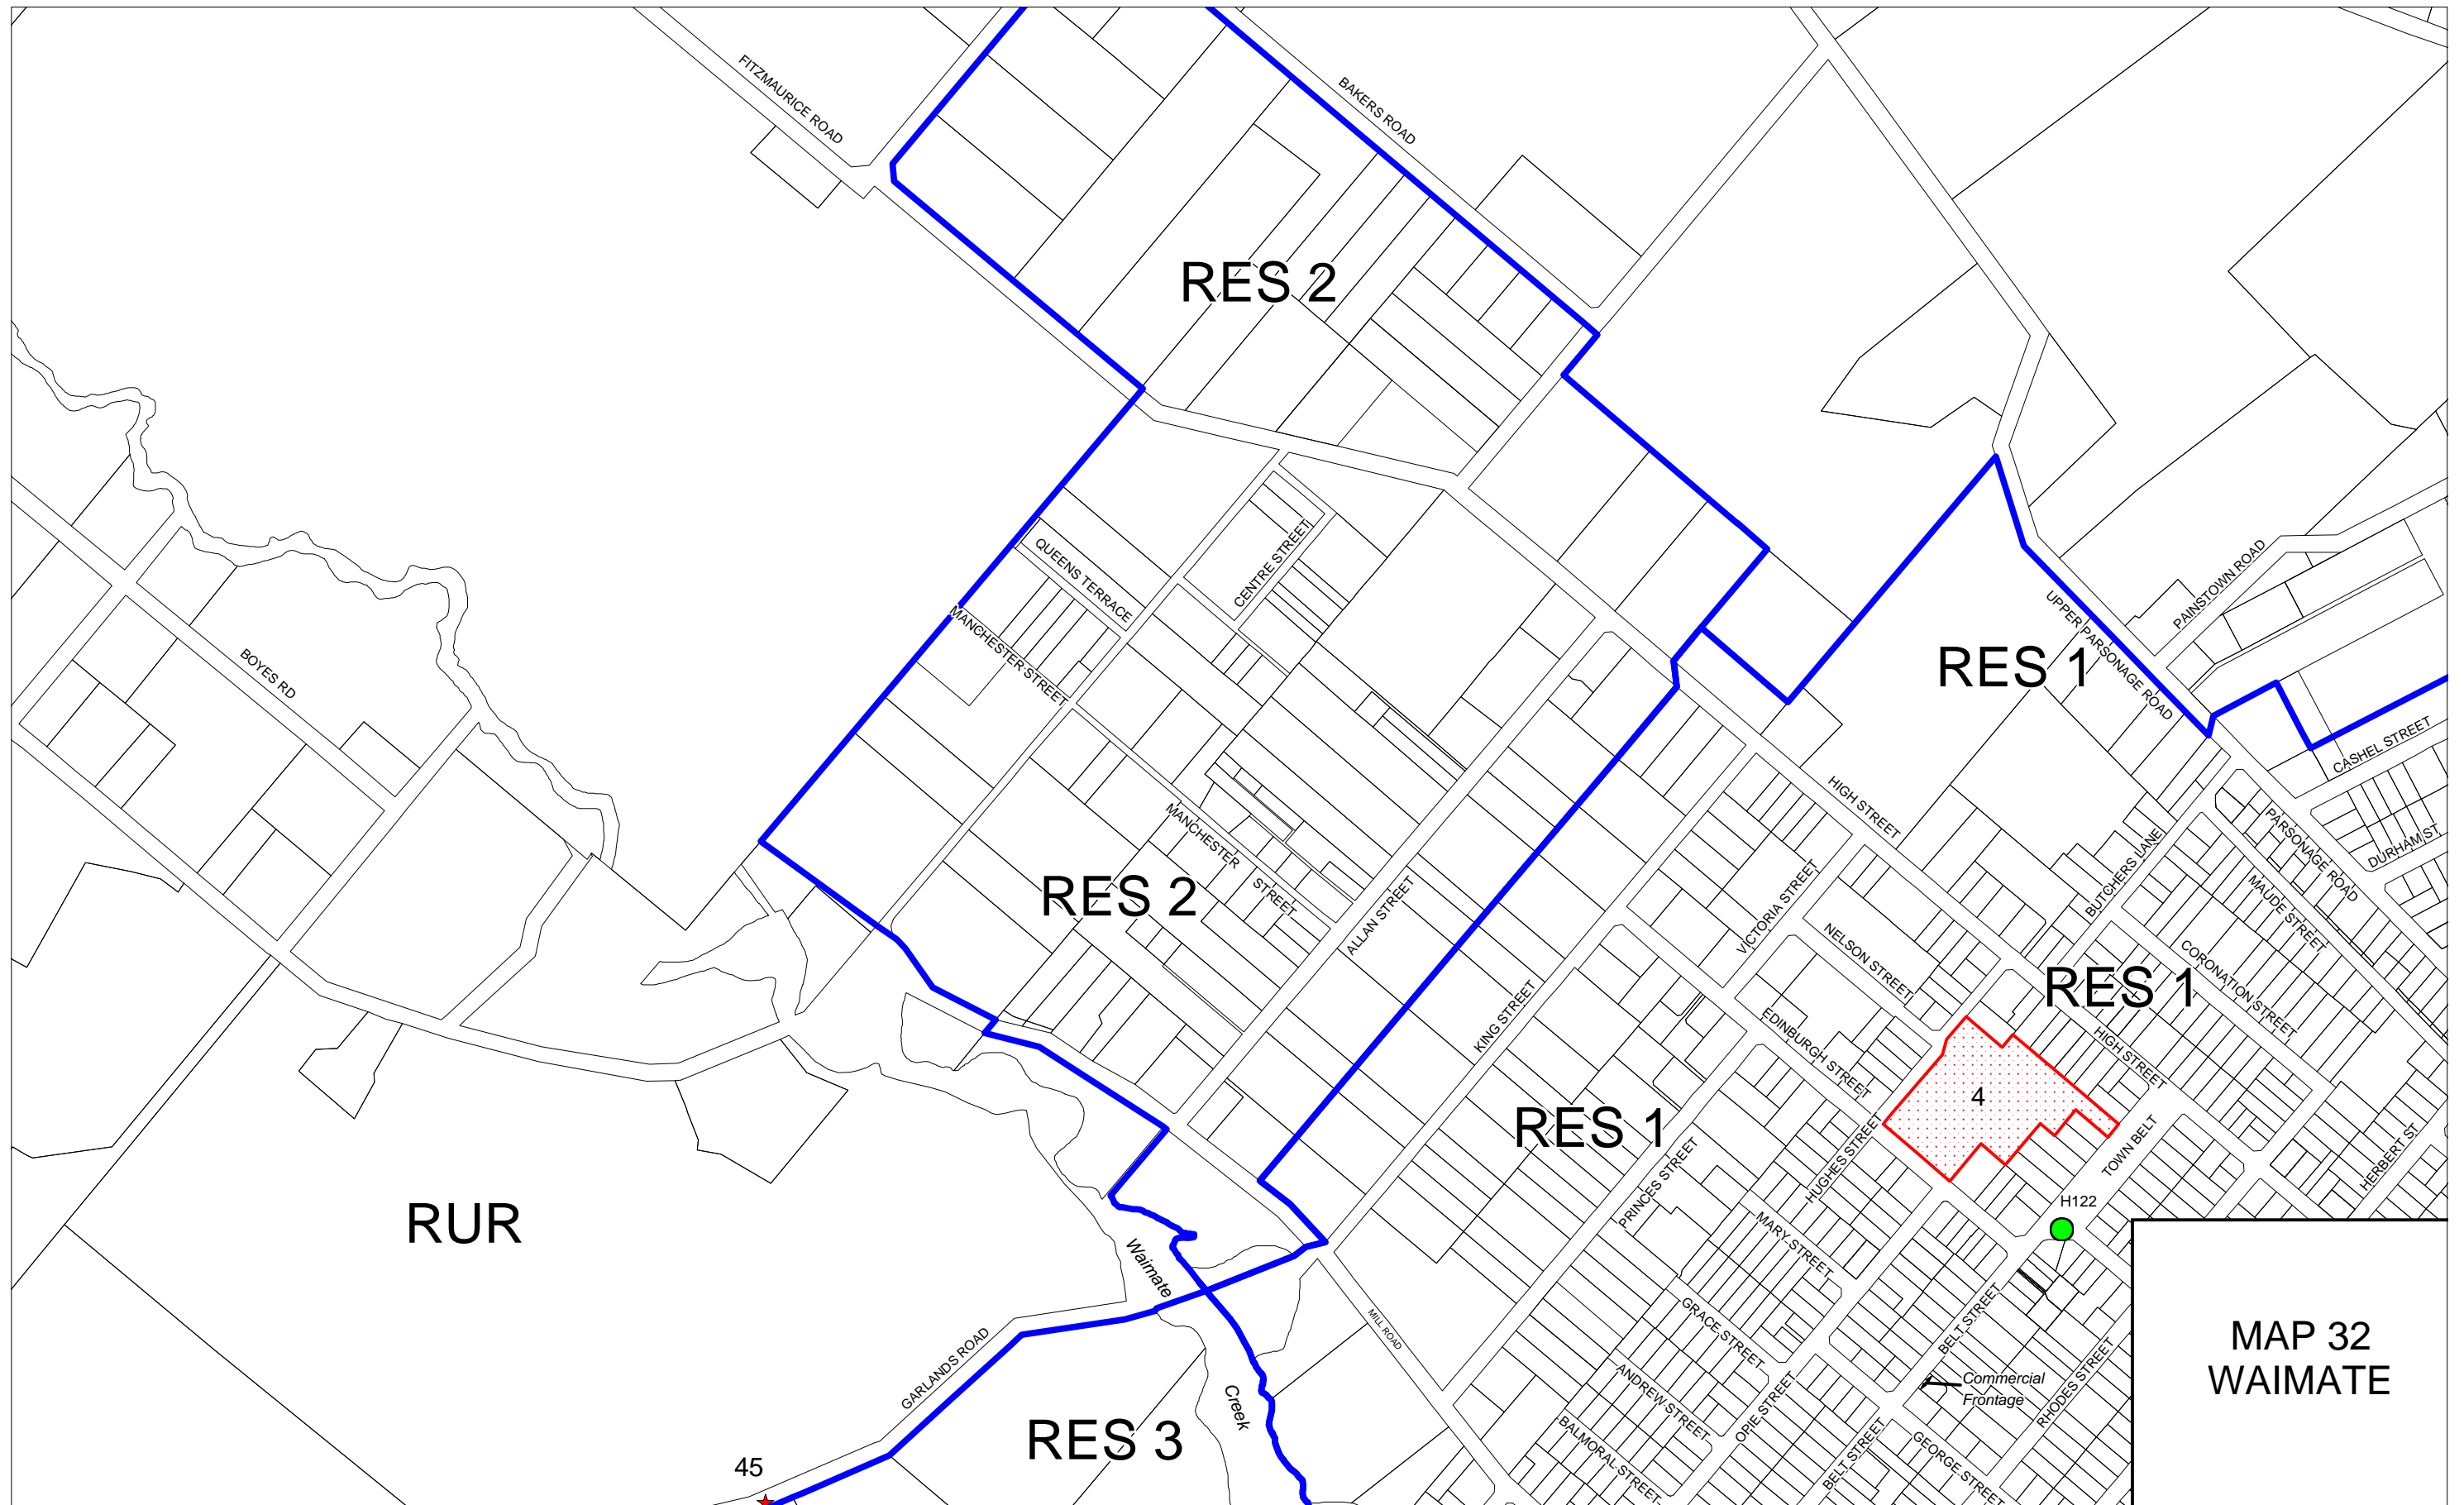 FITZMAURICE ROAD
BAKERS ROAD
RES 2
QUEENS TERRACE
CENTRE STREET
MANCHESTER STREET
PAINSTOWN ROAD
UPPER PARSONAGE ROAD
RES 1
BOYES RD
CASHEL STREET
HIGH STREET
PARSONAGE ROAD
DURHAM ST
MANCHESTER STREET
RES 2
ALLAN STREET
VICTORIA STREET
BUTCHERS LANE
MAUDE STREET
NELSON STREET
CORONATION STREET
RES 1
KING STREET
EDINBURGH STREET
HIGH STREET
4
RES 1
HUGHES STREET
TOWN BELT
HERBERT ST
PRINCES STREET
H122
RUR
MARY STREET
Waimate
MILL ROAD
GRACE STREET
BELT STREET
MAP 32
WAIMATE
GARLANDS ROAD
Creek
ANDREW STREET
OPIE STREET
Commercial
Frontage
RHODES STREET
RES 3
BALMORAL STREET
BELT STREET
GEORGE STREET
45